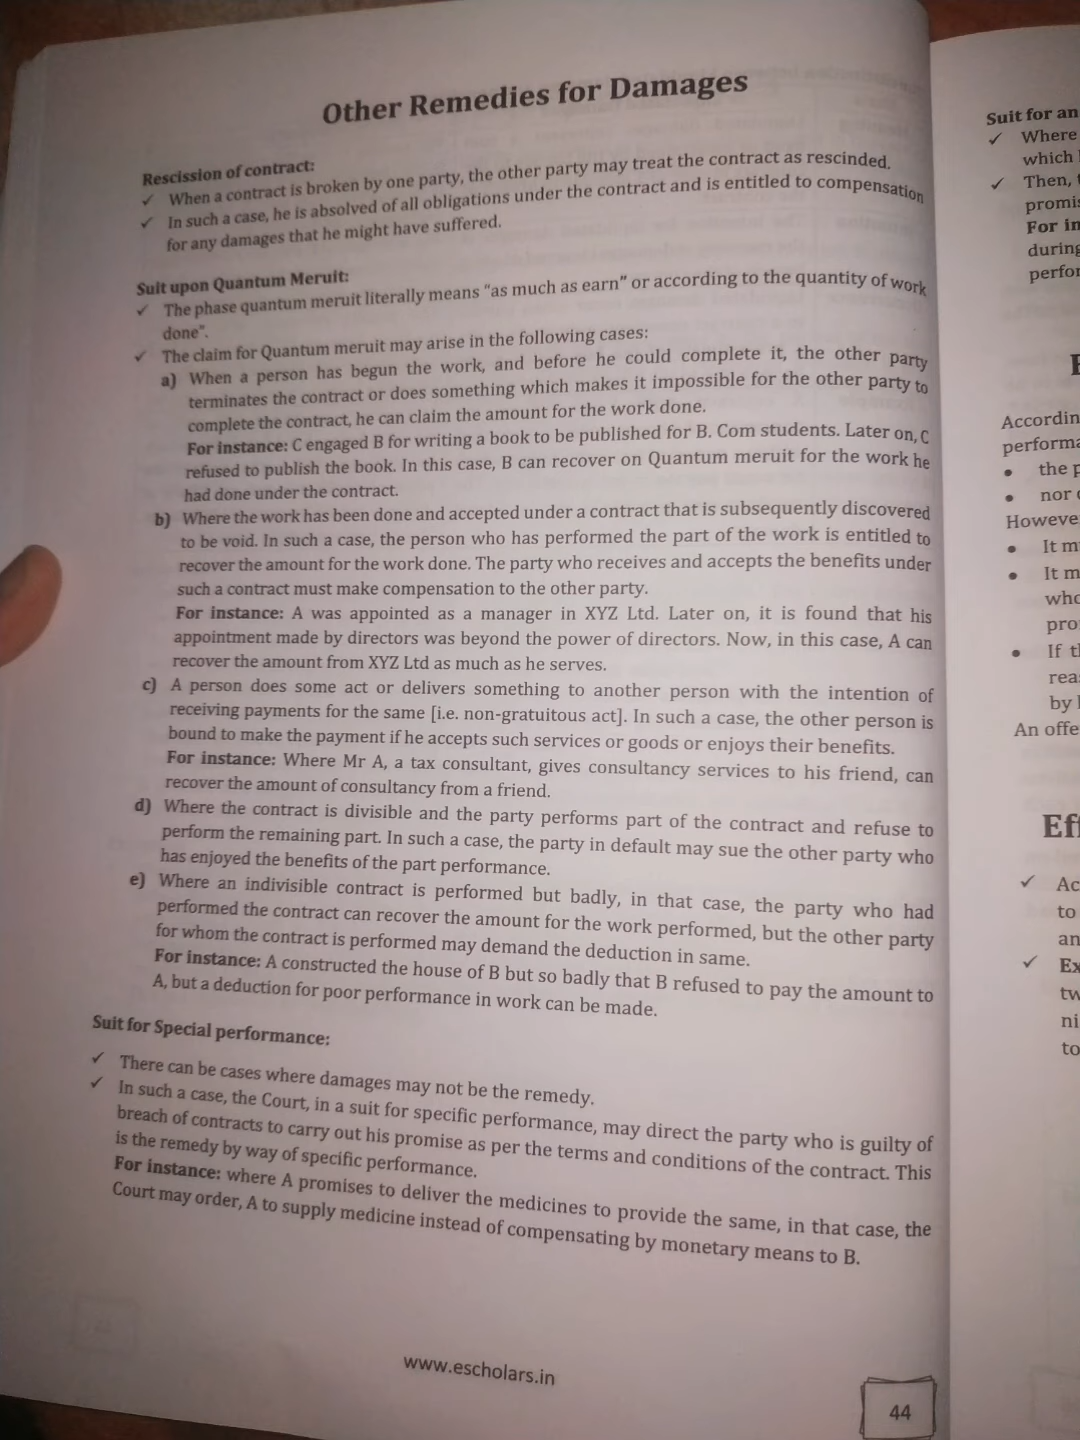 Other Remedies for Damages
Rescission of contract:
✓ When a contract is broken by one party, the other party may treat the contract as rescinded.
✓ In such a case, he is absolved of all obligations under the contract and is entitled to compensation
for any damages that he might have suffered.
Suit upon Quantum Meruit:
✓ The phase quantum meruit literally means "as much as earn" or according to the quantity of work
done".
✓ The claim for Quantum meruit may arise in the following cases:
a) When a person has begun the work, and before he could complete it, the other party
terminates the contract or does something which makes it impossible for the other party to
complete the contract, he can claim the amount for the work done.
For instance: C engaged B for writing a book to be published for B. Com students. Later on, C
refused to publish the book. In this case, B can recover on Quantum meruit for the work he
had done under the contract.
b) Where the work has been done and accepted under a contract that is subsequently discovered
to be void. In such a case, the person who has performed the part of the work is entitled to
recover the amount for the work done. The party who receives and accepts the benefits under
such a contract must make compensation to the other party.
For instance: A was appointed as a manager in XYZ Ltd. Later on, it is found that his
appointment made by directors was beyond the power of directors. Now, in this case, A can
recover the amount from XYZ Ltd as much as he serves.
c) A person does some act or delivers something to another person with the intention of
receiving payments for the same [i.e. non-gratuitous act]. In such a case, the other person is
bound to make the payment if he accepts such services or goods or enjoys their benefits.
For instance: Where Mr A, a tax consultant, gives consultancy services to his friend, can
recover the amount of consultancy from a friend.
d) Where the contract is divisible and the party performs part of the contract and refuse to
perform the remaining part. In such a case, the party in default may sue the other party who
has enjoyed the benefits of the part performance.
e) Where an indivisible contract is performed but badly, in that case, the party who had
performed the contract can recover the amount for the work performed, but the other party
for whom the contract is performed may demand the deduction in same.
For instance: A constructed the house of B but so badly that B refused to pay the amount to
A, but a deduction for poor performance in work can be made.
Suit for Special performance:
✓ There can be cases where damages may not be the remedy.
✓ In such a case, the Court, in a suit for specific performance, may direct the party who is guilty of
breach of contracts to carry out his promise as per the terms and conditions of the contract. This
is the remedy by way of specific performance.
For instance: where A promises to deliver the medicines to provide the same, in that case, the
Court may order, A to supply medicine instead of compensating by monetary means to B.
www.escholars.in
44
Suit for an
✓ Where
which
✓ Then,
For in
during
• the
• nor
• It
• It
• If
by
An
✓
to
✓
to